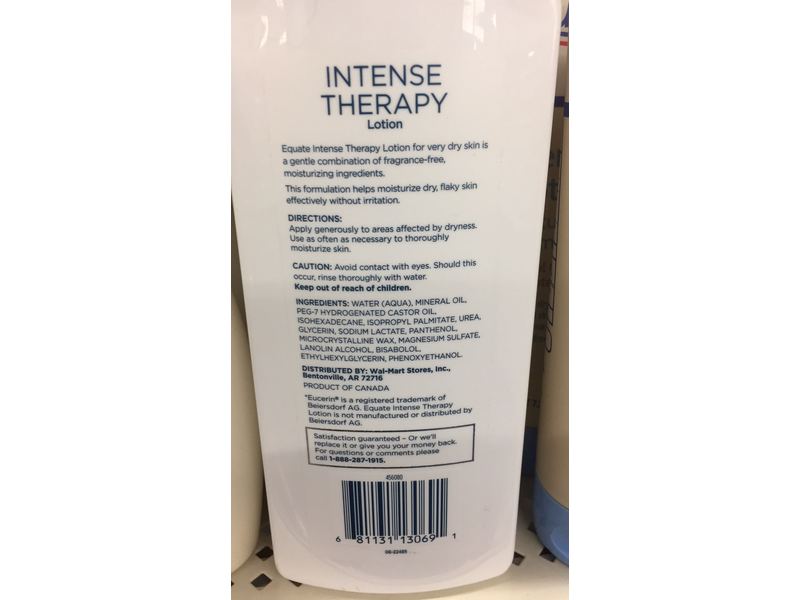 INTENSE
THERAPY
Lotion
Equate Intense Therapy Lotion for very dry skin is
a gentle combination of fragrance-free,
moisturizing ingredients.
This formulation helps moisturize dry, flaky skin
effectively without irritation.
DIRECTIONS:
Apply generously to areas affected by dryness.
Use as often as necessary to thoroughly
moisturize skin.
CAUTION: Avoid contact with eyes. Should this
occur, rinse thoroughly with water.
Keep out of reach of children.
INGREDIENTS: WATER (AQUA), MINERAL OIL,
PEG-7 HYDROGENATED CASTOR OIL,
ISOHEXADECANE, ISOPROPYL PALMITATE, UREA,
GLYCERIN, SODIUM LACTATE, PANTHENOL,
MICROCRYSTALLINE WAX, MAGNESIUM SULFATE,
LANOLIN ALCOHOL, BISABOLOL,
ETHYLHEXYLGLYCERIN, PHENOXYETHANOL.
DISTRIBUTED BY: Wal-Mart Stores, Inc.,
Bentonville, AR 72716
PRODUCT OF CANADA
*Eucerin® is a registered trademark of
Beiersdorf AG. Equate Intense Therapy
Lotion is not manufactured or distributed by
Beiersdorf AG.
Satisfaction guaranteed – Or we'll
replace it or give you your money back.
For questions or comments please
call 1-888-287-1915.
456080
6 81131 13069 1
06-22485